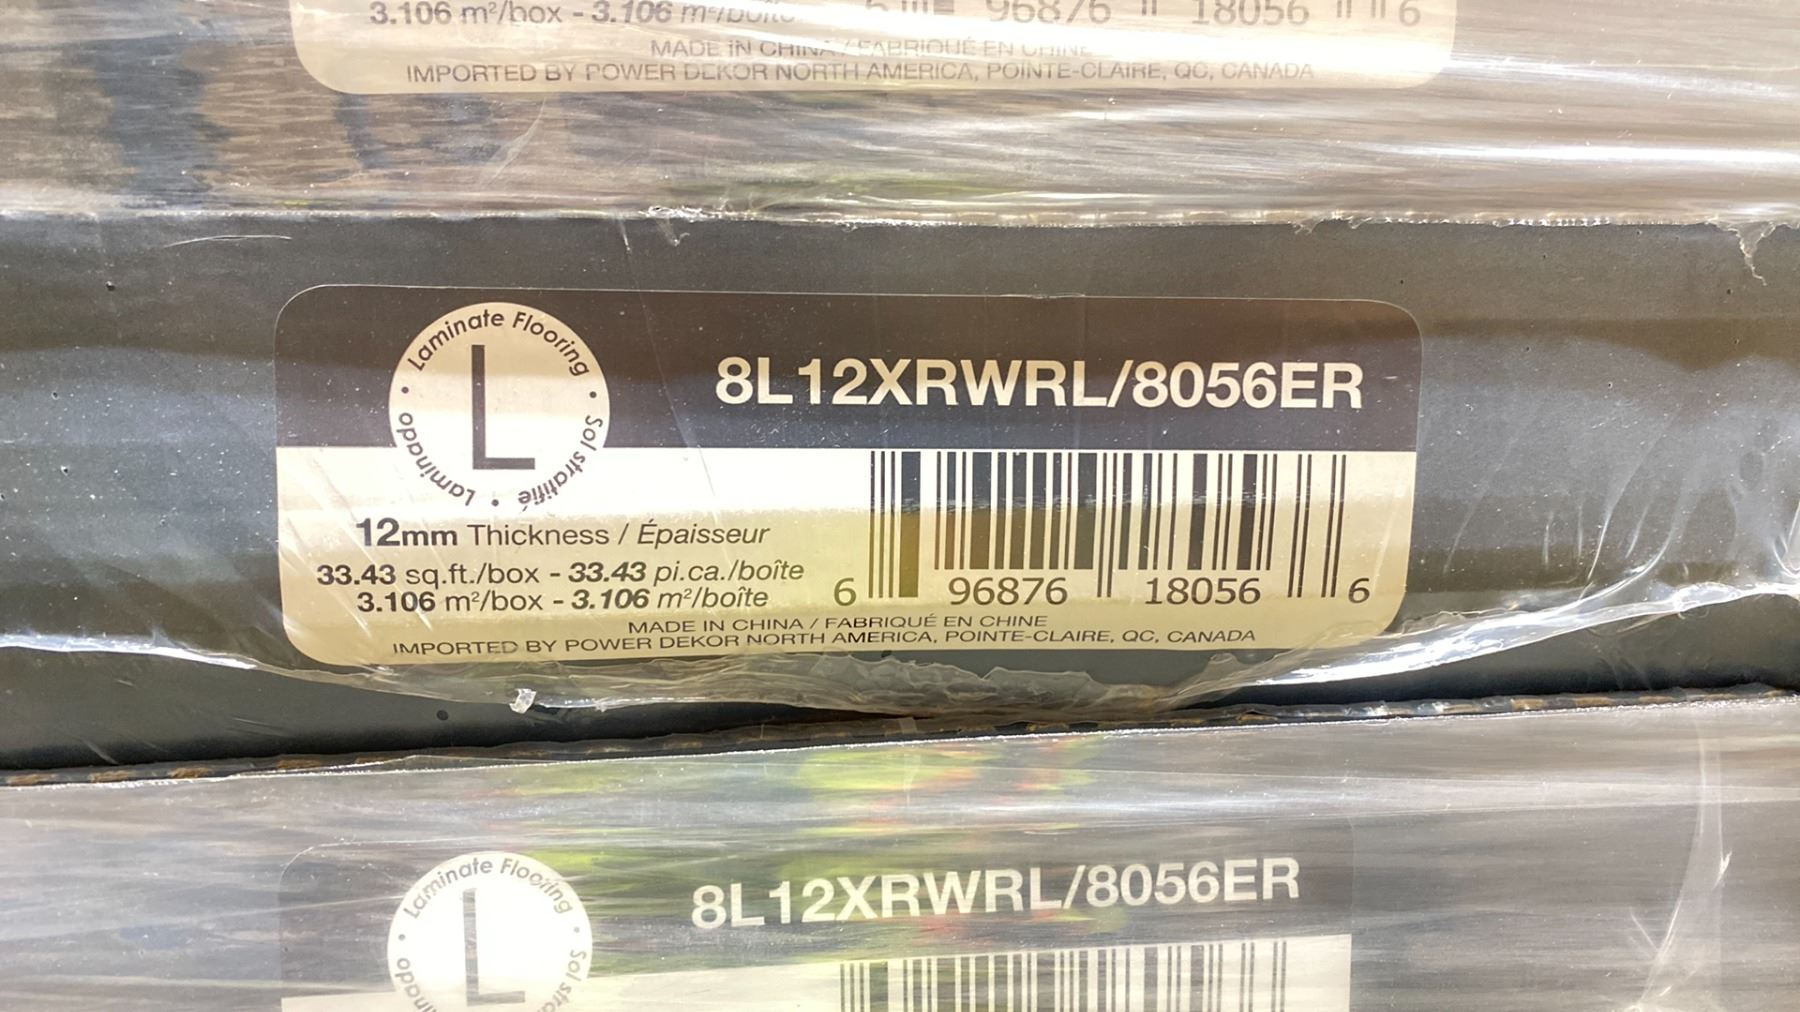 3.106 m²/box - 3.106 m²/boîte
6 96876 18056 6
MADE IN CHINA / FABRIQUÉ EN CHINE
IMPORTED BY POWER DEKOR NORTH AMERICA, POINTE-CLAIRE, QC, CANADA
Laminate Flooring • Sol stratifié • Laminado •
L
8L12XRWRL/8056ER
12mm Thickness / Épaisseur
33.43 sq.ft./box - 33.43 pi.ca./boîte
3.106 m²/box - 3.106 m²/boîte
6 96876 18056 6
MADE IN CHINA / FABRIQUÉ EN CHINE
IMPORTED BY POWER DEKOR NORTH AMERICA, POINTE-CLAIRE, QC, CANADA
Laminate Flooring
L
8L12XRWRL/8056ER